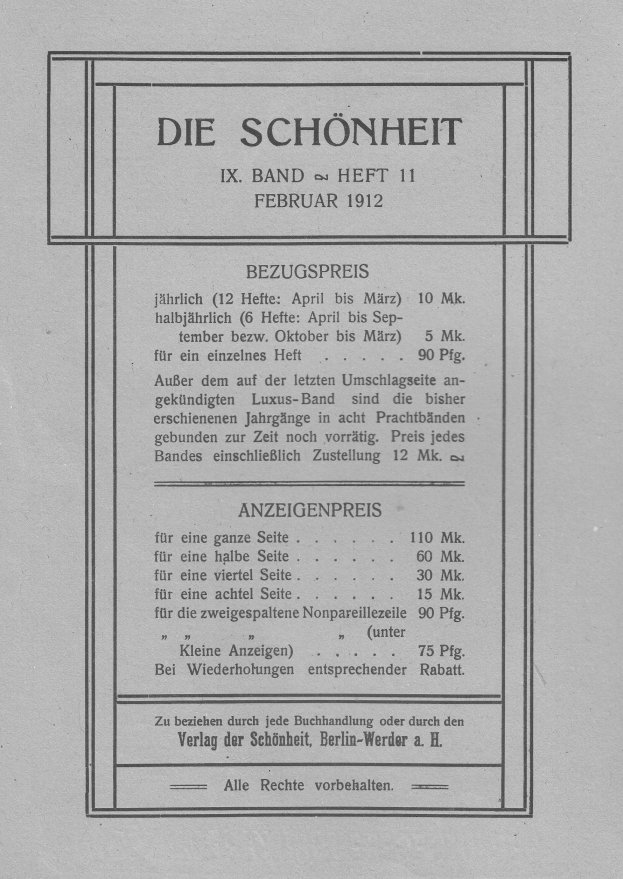 DIE SCHÖNHEIT
IX. BAND ~ HEFT 11
FEBRUAR 1912
BEZUGSPREIS
jährlich (12 Hefte: April bis März) 10 Mk.
halbjährlich (6 Hefte: April bis Sep-
tember bezw. Oktober bis März) 5 Mk.
für ein einzelnes Heft . . . . . 90 Pfg.
Außer dem auf der letzten Umschlagseite an-
gekündigten Luxus-Band sind die bisher
erschienenen Jahrgänge in acht Prachtbänden
gebunden zur Zeit noch vorrätig. Preis jedes
Bandes einschließlich Zustellung 12 Mk. ~
ANZEIGENPREIS
für eine ganze Seite . . . . . . 110 Mk.
für eine halbe Seite . . . . . . 60 Mk.
für eine viertel Seite . . . . . . 30 Mk.
für eine achtel Seite . . . . . . 15 Mk.
für die zweigespaltene Nonpareillezeile 90 Pfg.
„ „ „ „ (unter
Kleine Anzeigen) . . . . . 75 Pfg.
Bei Wiederholungen entsprechender Rabatt.
Zu beziehen durch jede Buchhandlung oder durch den
Verlag der Schönheit, Berlin-Werder a. H.
Alle Rechte vorbehalten.